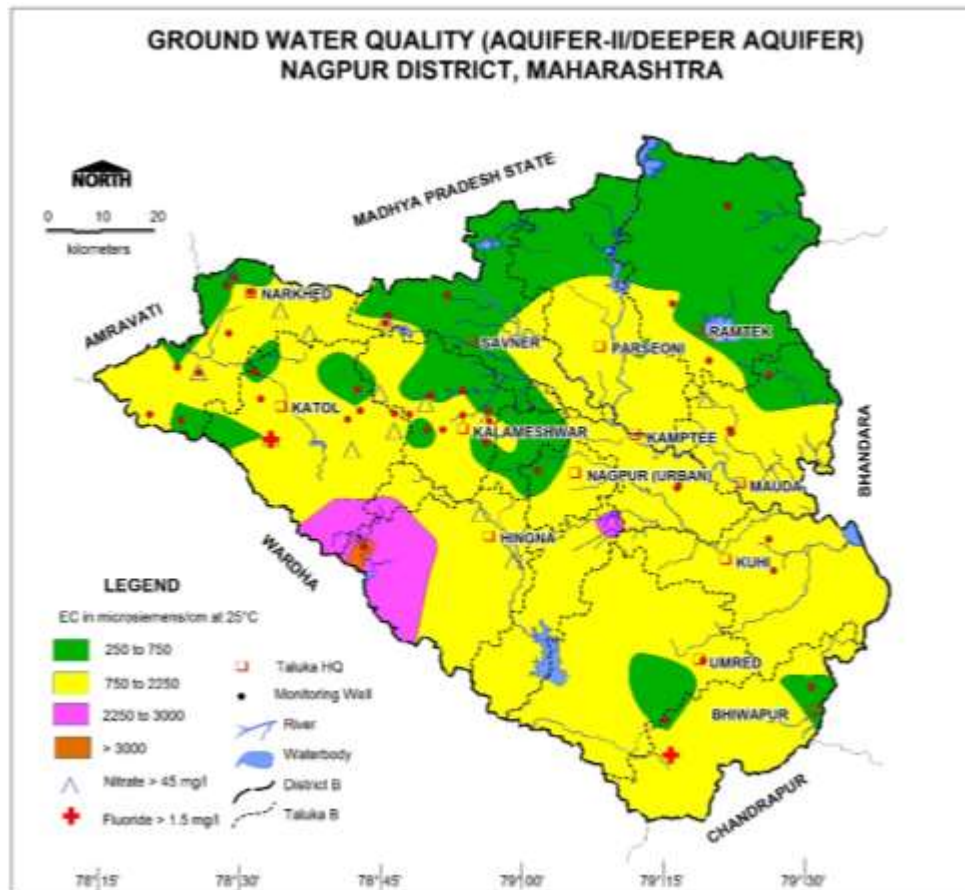 GROUND WATER QUALITY (AQUIFER-II/DEEPER AQUIFER)
NAGPUR DISTRICT, MAHARASHTRA
NORTH
0 10 20
kilometers
MADHYA PRADESH STATE
AMRAVATI
NARKHED
SAVNER
PARSEONI
RAMTEK
KATOL
KALAMESHWAR
KAMPTEE
BHANDARA
NAGPUR (URBAN)
MAUDA
WARDHA
HINGNA
KUHI
UMRED
BHIWAPUR
CHANDRAPUR
LEGEND
EC in microsiemens/cm at 25°C
250 to 750
750 to 2250
2250 to 3000
> 3000
Nitrate > 45 mg/l
Fluoride > 1.5 mg/l
Taluka HQ
Monitoring Well
River
Waterbody
District B
Taluka B
78°15' 78°30' 78°45' 79°00' 79°15' 79°30'